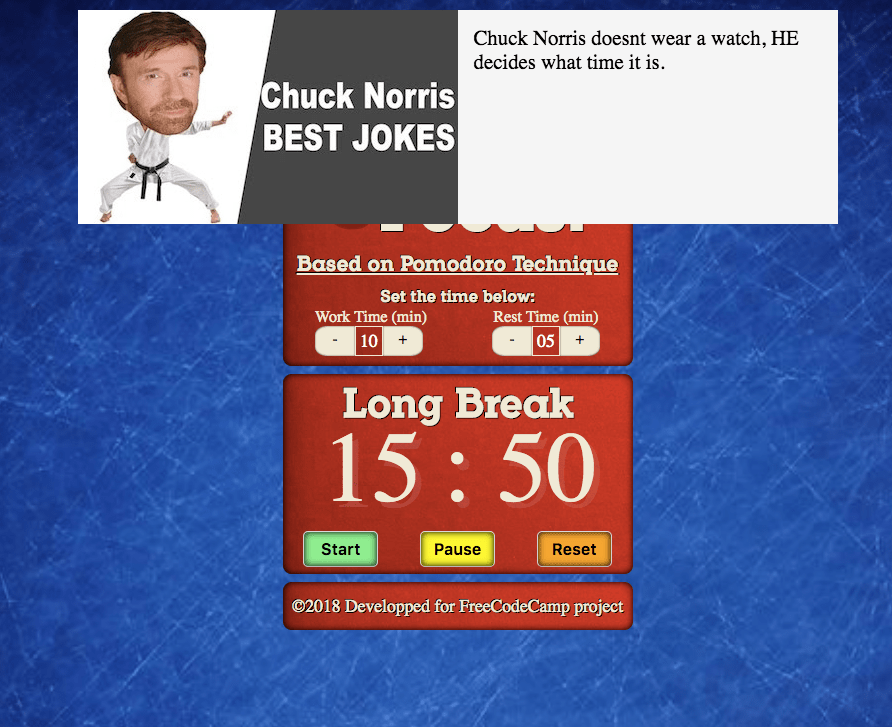 Chuck Norris
BEST JOKES
Chuck Norris doesnt wear a watch, HE
decides what time it is.
Based on Pomodoro Technique
Set the time below:
Work Time (min) Rest Time (min)
- 10 + - 05 +
Long Break
15 : 50
Start Pause Reset
©2018 Developped for FreeCodeCamp project